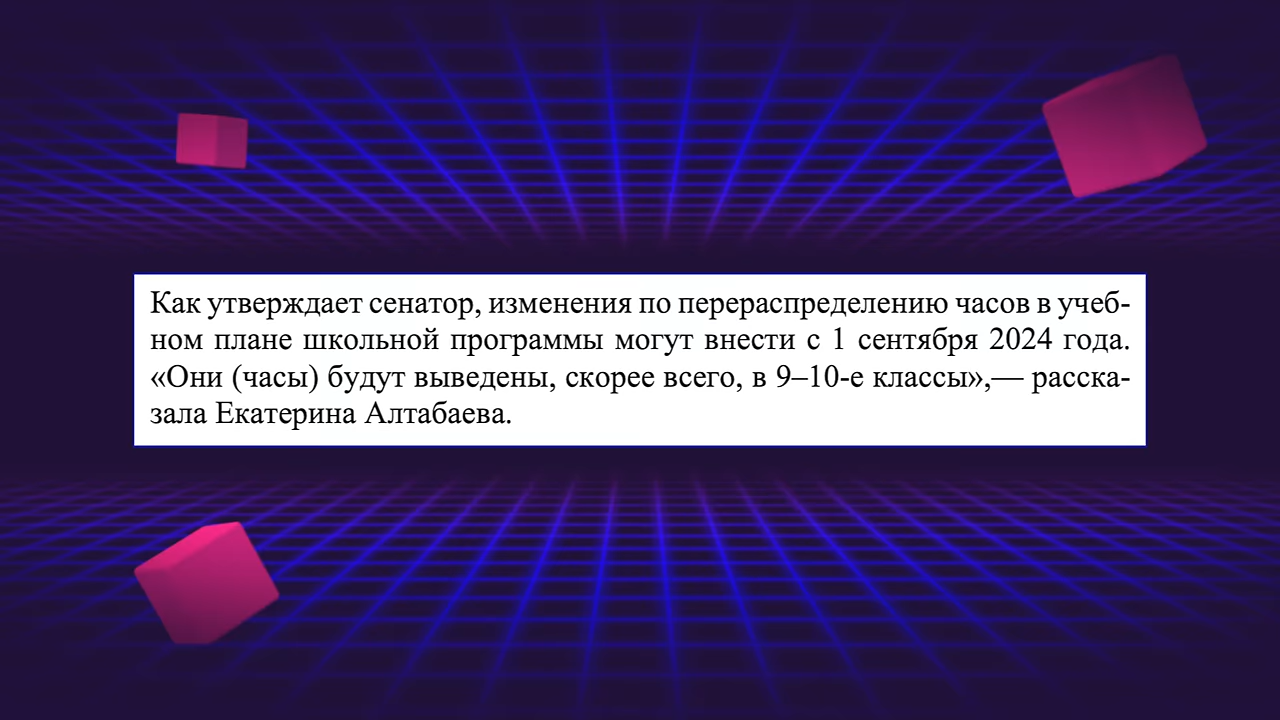 Как утверждает сенатор, изменения по перераспределению часов в учеб-
ном плане школьной программы могут внести с 1 сентября 2024 года.
«Они (часы) будут выведены, скорее всего, в 9–10-е классы»,— расска-
зала Екатерина Алтабаева.